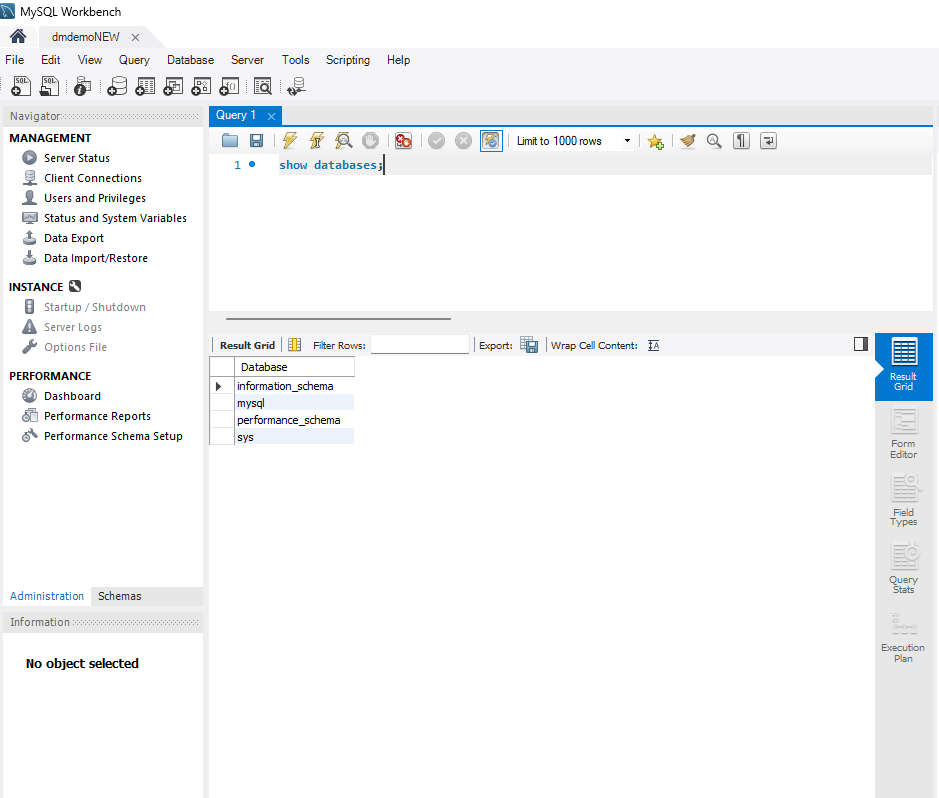 MySQL Workbench
dmdemoNEW
File Edit View Query Database Server Tools Scripting Help
SQL SQL
Navigator
MANAGEMENT
Server Status
Client Connections
Users and Privileges
Status and System Variables
Data Export
Data Import/Restore
INSTANCE
Startup / Shutdown
Server Logs
Options File
PERFORMANCE
Dashboard
Performance Reports
Performance Schema Setup
Administration Schemas
Information
No object selected
Query 1
Limit to 1000 rows
1 show databases;
Result Grid Filter Rows: Export: Wrap Cell Content:
Database
information_schema
mysql
performance_schema
sys
Result
Grid
Form
Editor
Field
Types
Query
Stats
Execution
Plan